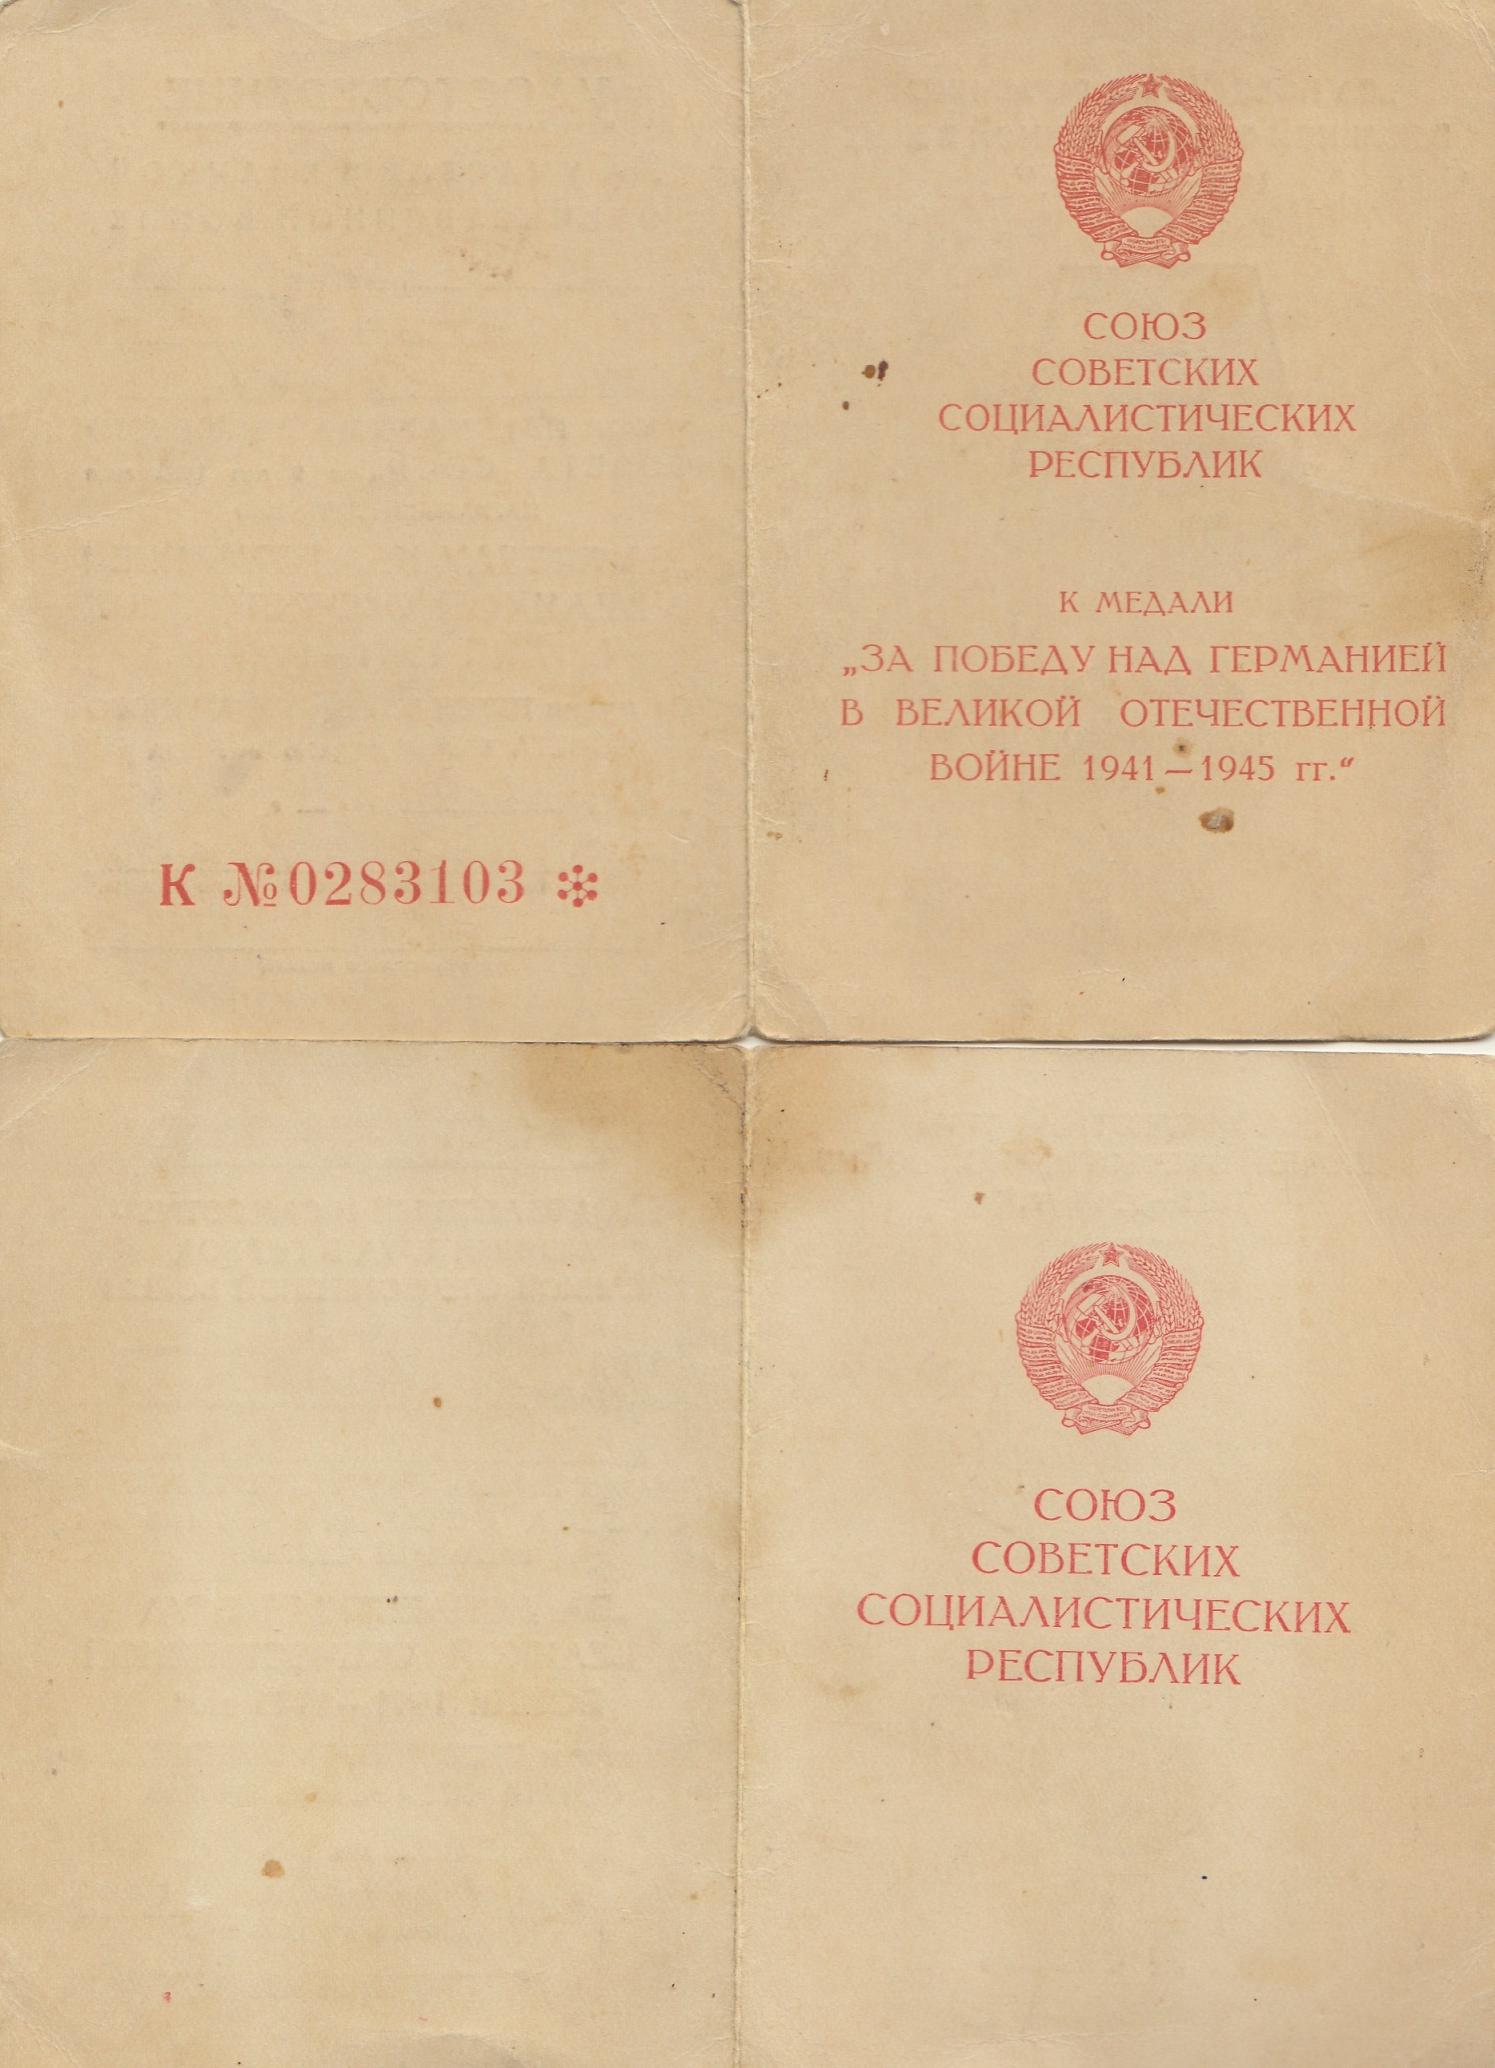 СОЮЗ
СОВЕТСКИХ
СОЦИАЛИСТИЧЕСКИХ
РЕСПУБЛИК
К МЕДАЛИ
„ЗА ПОБЕДУ НАД ГЕРМАНИЕЙ
В ВЕЛИКОЙ ОТЕЧЕСТВЕННОЙ
ВОЙНЕ 1941—1945 гг.“
К №0283103
СОЮЗ
СОВЕТСКИХ
СОЦИАЛИСТИЧЕСКИХ
РЕСПУБЛИК